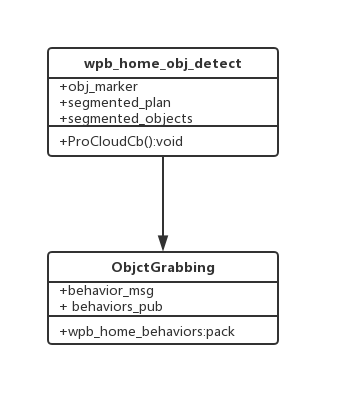 wpb_home_obj_detect
+obj_marker
+segmented_plan
+segmented_objects
+ProCloudCb():void
ObjctGrabbing
+behavior_msg
+ behaviors_pub
+wpb_home_behaviors:pack